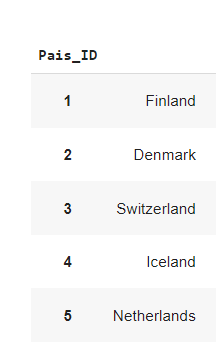 Pais_ID
1 Finland
2 Denmark
3 Switzerland
4 Iceland
5 Netherlands